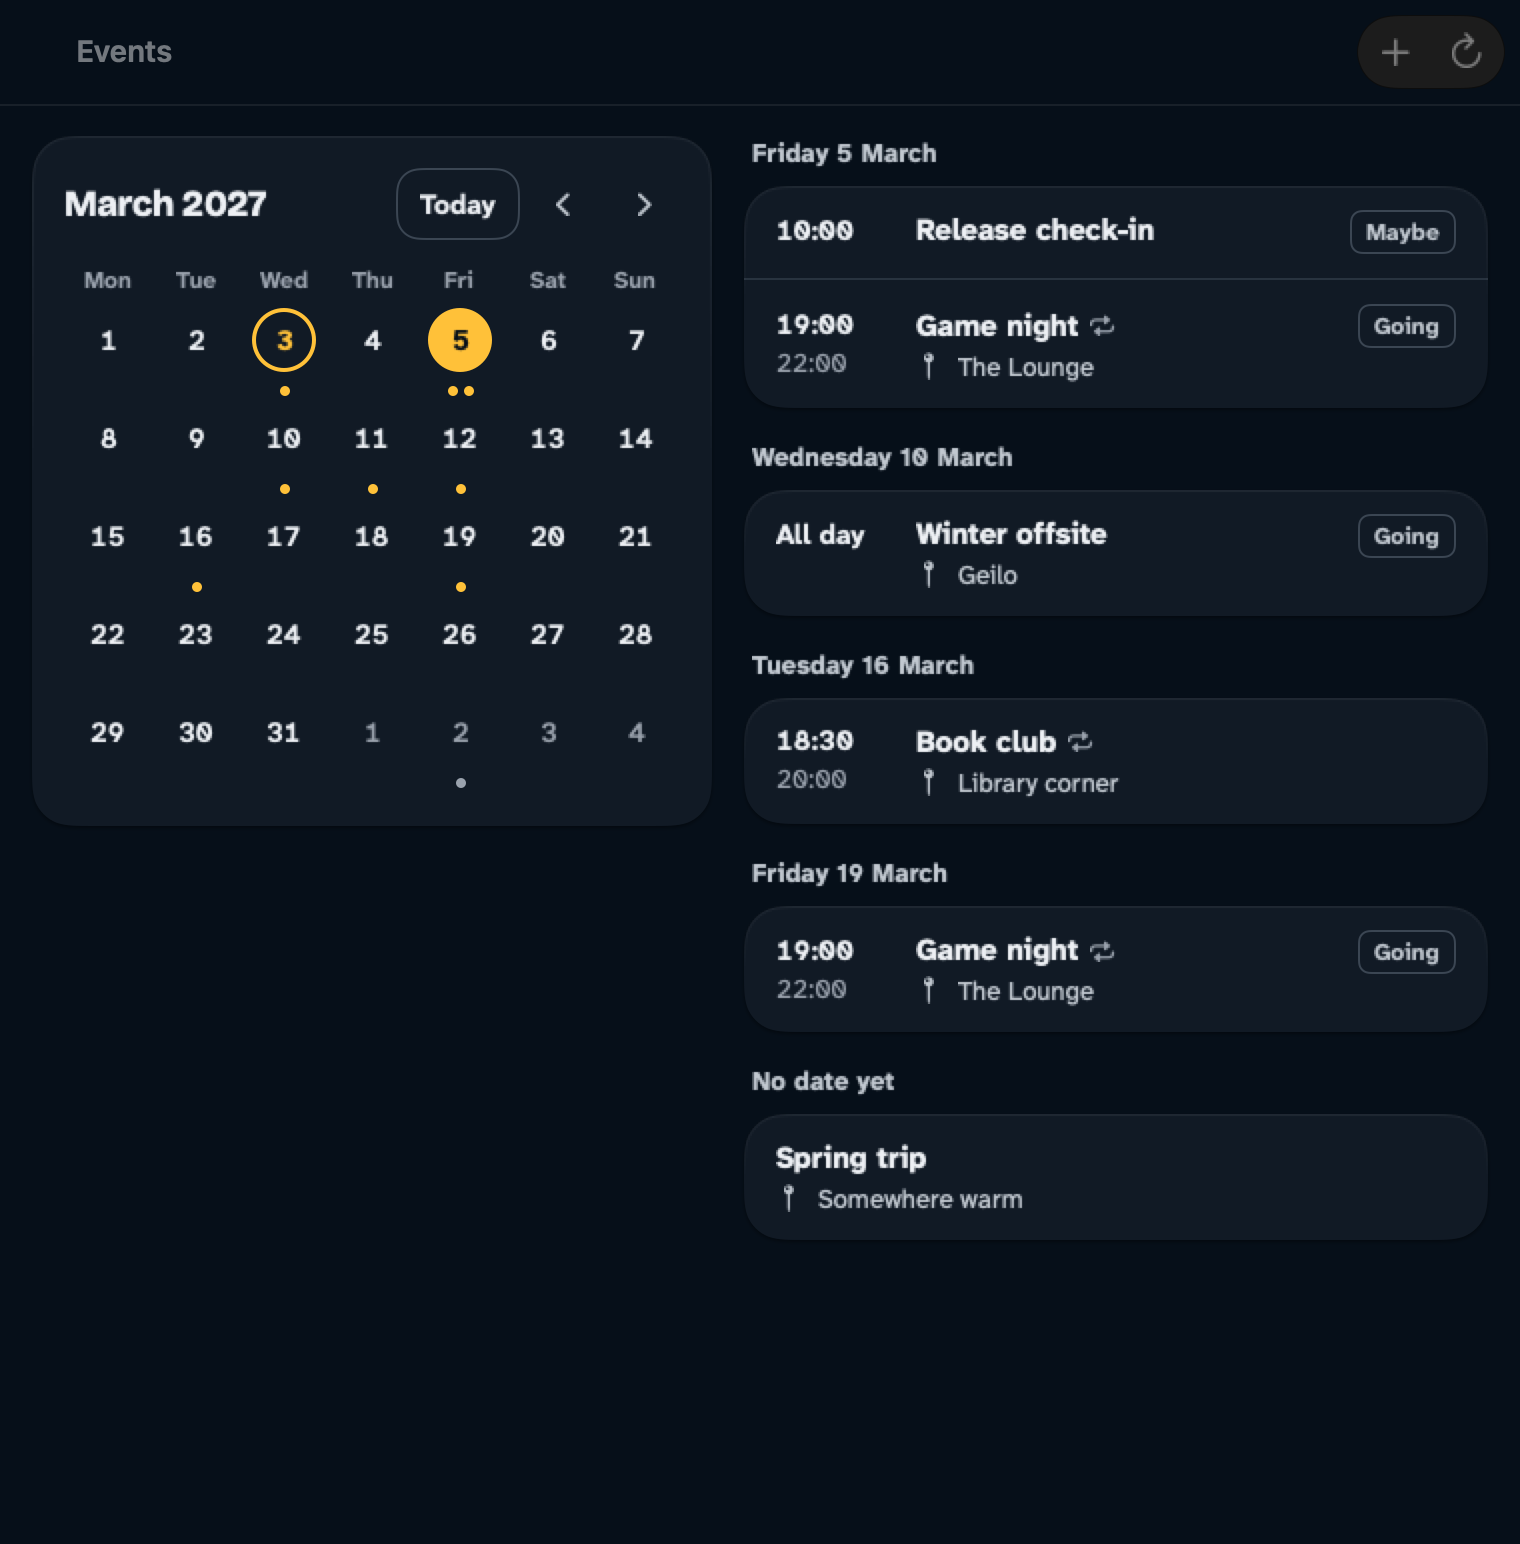 Events
March 2027
Today
Mon Tue Wed Thu Fri Sat Sun
1 2 3 4 5 6 7
8 9 10 11 12 13 14
15 16 17 18 19 20 21
22 23 24 25 26 27 28
29 30 31 1 2 3 4
Friday 5 March
10:00 Release check-in Maybe
19:00 Game night Going
22:00 The Lounge
Wednesday 10 March
All day Winter offsite Going
Geilo
Tuesday 16 March
18:30 Book club
20:00 Library corner
Friday 19 March
19:00 Game night Going
22:00 The Lounge
No date yet
Spring trip
Somewhere warm